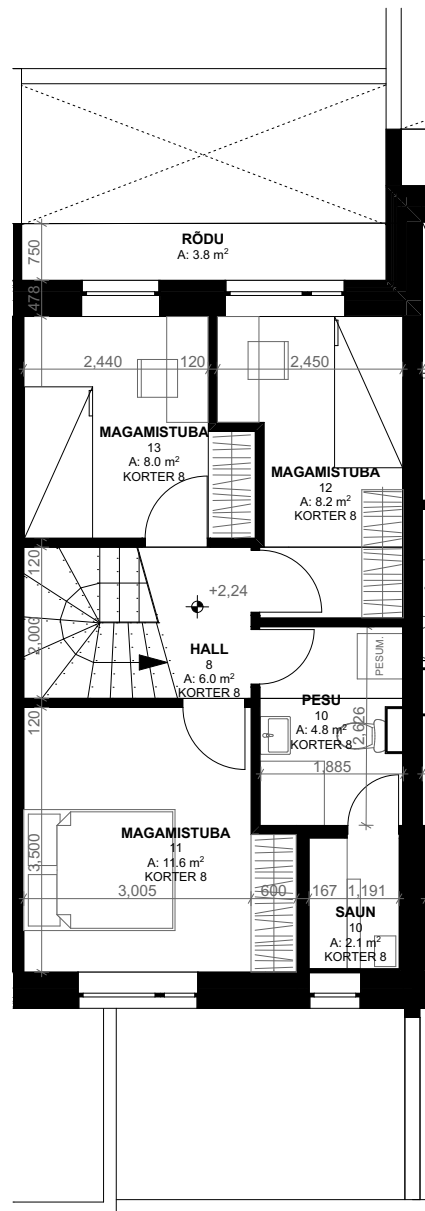 RÕDU
A: 3.8 m²
750
478
2,440
120
2,450
MAGAMISTUBA
13
A: 8.0 m²
KORTER 8
MAGAMISTUBA
12
A: 8.2 m²
KORTER 8
120
2,000
+2,24
HALL
8
A: 6.0 m²
KORTER 8
PESUM.
PESU
10
A: 4.8 m²
KORTER 8
2,626
1,885
120
3,500
MAGAMISTUBA
11
A: 11.6 m²
KORTER 8
3,005
600
167
1,191
SAUN
10
A: 2.1 m²
KORTER 8